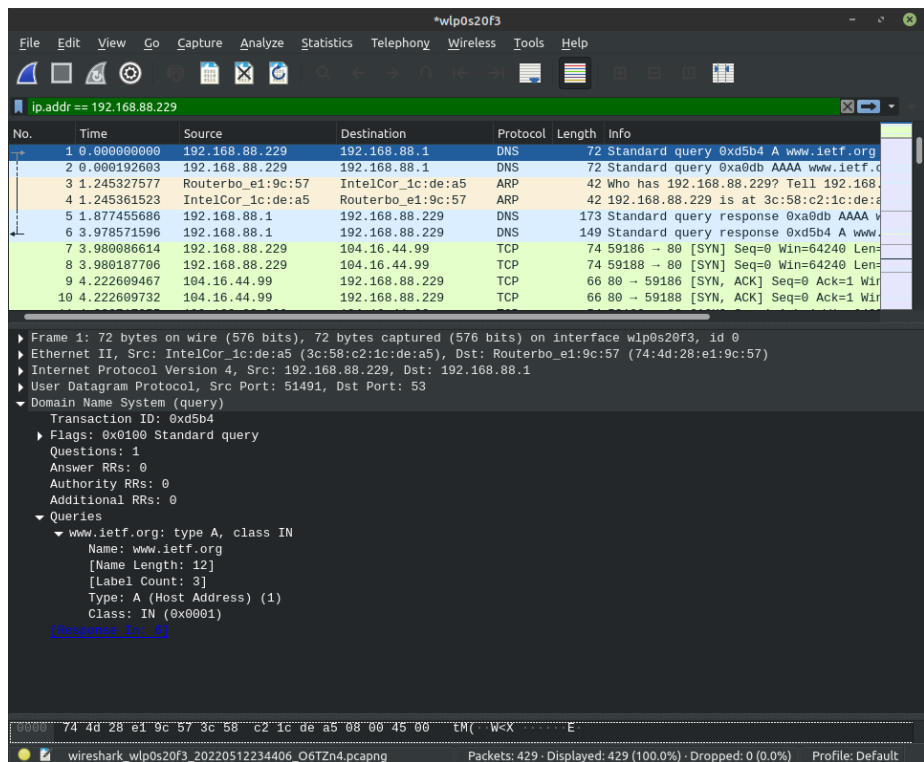 *wlp0s20f3
File Edit View Go Capture Analyze Statistics Telephony Wireless Tools Help
ip.addr == 192.168.88.229
No. Time Source Destination Protocol Length Info
1 0.000000000 192.168.88.229 192.168.88.1 DNS 72 Standard query 0xd5b4 A www.ietf.org
2 0.000192603 192.168.88.229 192.168.88.1 DNS 72 Standard query 0xa0db AAAA www.ietf.o
3 1.245327577 Routerbo_e1:9c:57 IntelCor_1c:de:a5 ARP 42 Who has 192.168.88.229? Tell 192.168.
4 1.245361523 IntelCor_1c:de:a5 Routerbo_e1:9c:57 ARP 42 192.168.88.229 is at 3c:58:c2:1c:de:a
5 1.877455686 192.168.88.1 192.168.88.229 DNS 173 Standard query response 0xa0db AAAA w
6 3.978571596 192.168.88.1 192.168.88.229 DNS 149 Standard query response 0xd5b4 A www.
7 3.980086614 192.168.88.229 104.16.44.99 TCP 74 59186 → 80 [SYN] Seq=0 Win=64240 Len=
8 3.980187706 192.168.88.229 104.16.44.99 TCP 74 59188 → 80 [SYN] Seq=0 Win=64240 Len=
9 4.222609467 104.16.44.99 192.168.88.229 TCP 66 80 → 59186 [SYN, ACK] Seq=0 Ack=1 Win
10 4.222609732 104.16.44.99 192.168.88.229 TCP 66 80 → 59188 [SYN, ACK] Seq=0 Ack=1 Win
Frame 1: 72 bytes on wire (576 bits), 72 bytes captured (576 bits) on interface wlp0s20f3, id 0
Ethernet II, Src: IntelCor_1c:de:a5 (3c:58:c2:1c:de:a5), Dst: Routerbo_e1:9c:57 (74:4d:28:e1:9c:57)
Internet Protocol Version 4, Src: 192.168.88.229, Dst: 192.168.88.1
User Datagram Protocol, Src Port: 51491, Dst Port: 53
Domain Name System (query)
Transaction ID: 0xd5b4
Flags: 0x0100 Standard query
Questions: 1
Answer RRs: 0
Authority RRs: 0
Additional RRs: 0
Queries
www.ietf.org: type A, class IN
Name: www.ietf.org
[Name Length: 12]
[Label Count: 3]
Type: A (Host Address) (1)
Class: IN (0x0001)
[Response In: 6]
0000 74 4d 28 e1 9c 57 3c 58 c2 1c de a5 08 00 45 00 tM(··W<X ······E·
wireshark_wlp0s20f3_20220512234406_O6TZn4.pcapng Packets: 429 · Displayed: 429 (100.0%) · Dropped: 0 (0.0%) Profile: Default